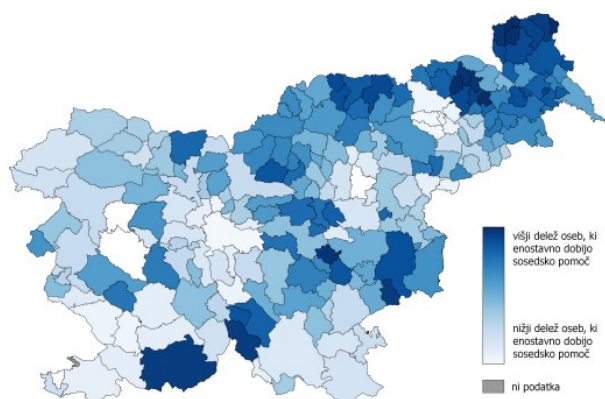 višji delež oseb, ki
enostavno dobijo
sosedsko pomoč
nižji delež oseb, ki
enostavno dobijo
sosedsko pomoč
ni podatka